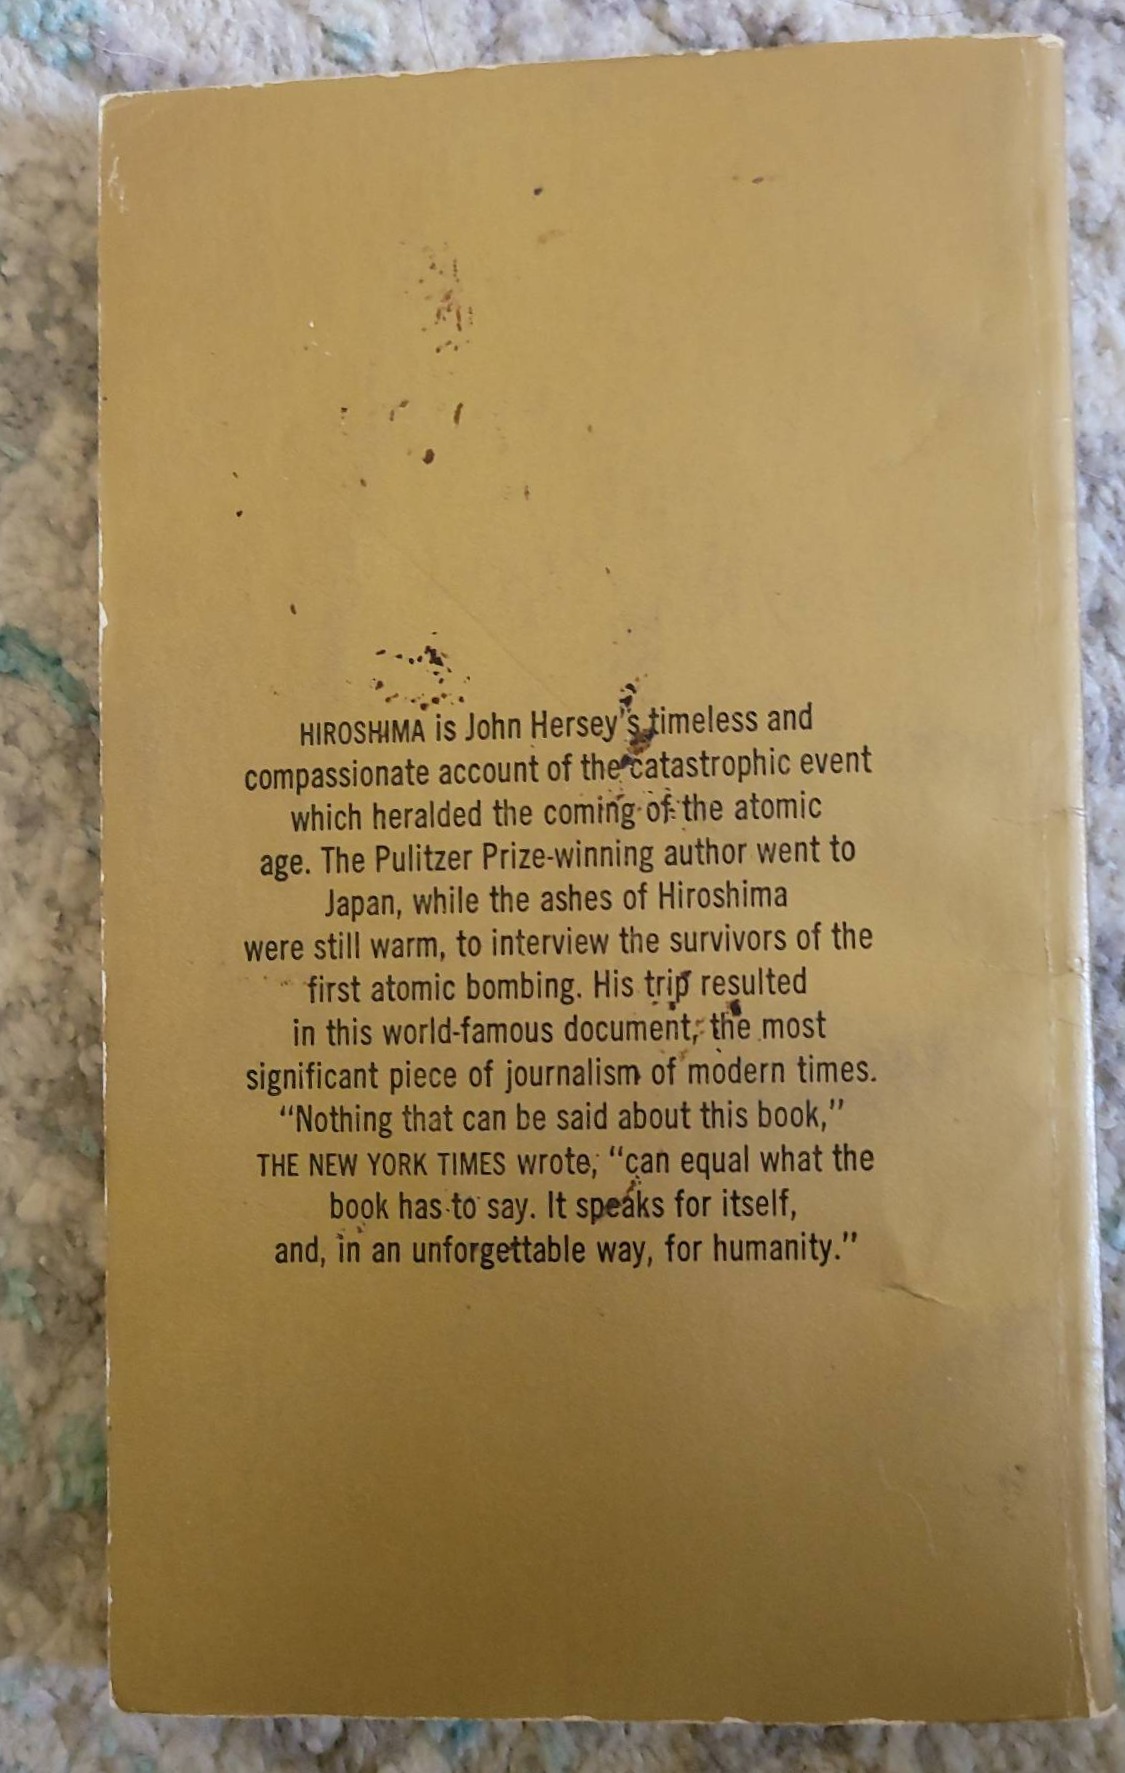 HIROSHIMA is John Hersey's timeless and
compassionate account of the catastrophic event
which heralded the coming of the atomic
age. The Pulitzer Prize-winning author went to
Japan, while the ashes of Hiroshima
were still warm, to interview the survivors of the
first atomic bombing. His trip resulted
in this world-famous document, the most
significant piece of journalism of modern times.
“Nothing that can be said about this book,”
THE NEW YORK TIMES wrote, “can equal what the
book has to say. It speaks for itself,
and, in an unforgettable way, for humanity.”